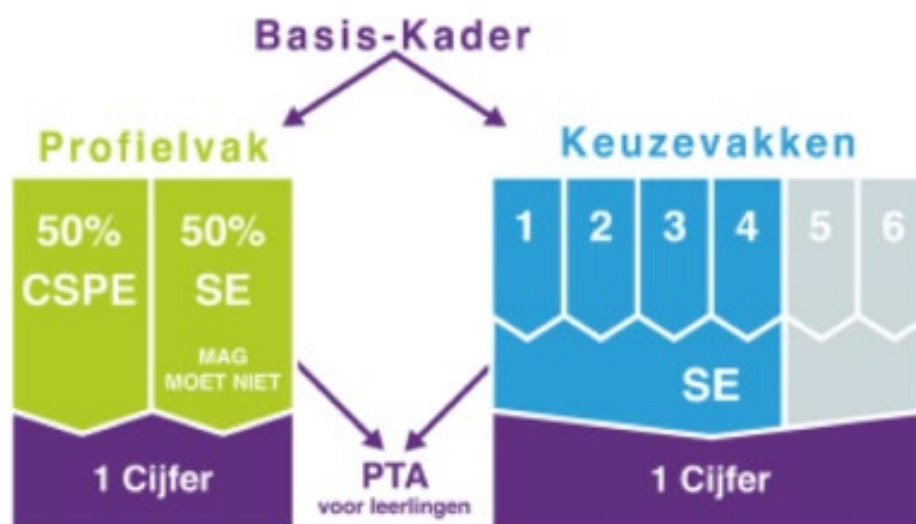 Basis-Kader
Profielvak
50%
CSPE
50%
SE
MAG
MOET NIET
1 Cijfer
PTA
voor leerlingen
Keuzevakken
1 2 3 4 5 6
SE
1 Cijfer